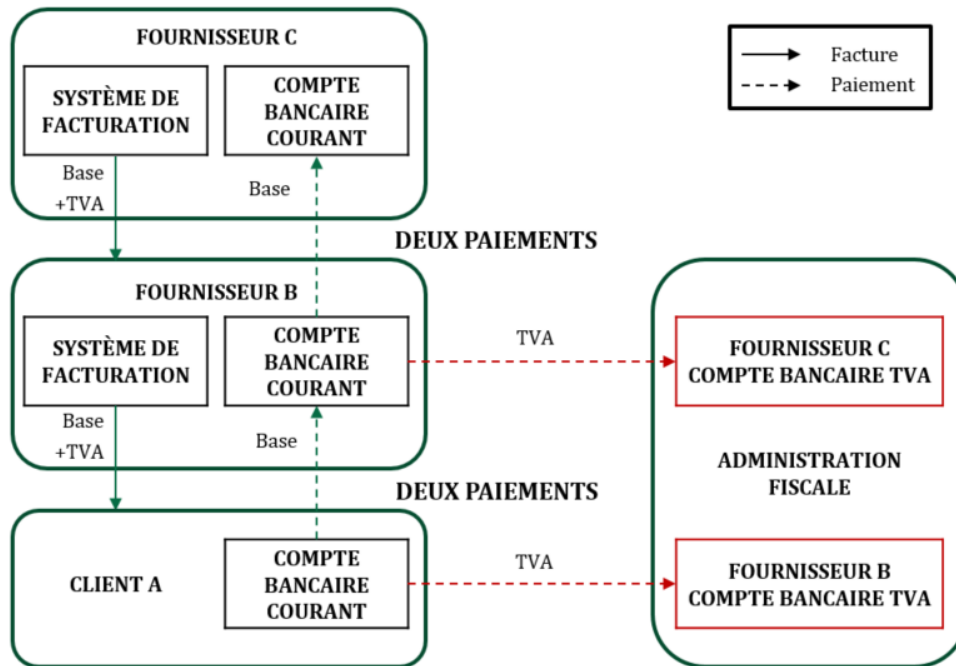 FOURNISSEUR C
SYSTÈME DE
FACTURATION
COMPTE
BANCAIRE
COURANT
Facture
Paiement
Base
+TVA
Base
DEUX PAIEMENTS
FOURNISSEUR B
SYSTÈME DE
FACTURATION
COMPTE
BANCAIRE
COURANT
TVA
FOURNISSEUR C
COMPTE BANCAIRE TVA
Base
+TVA
Base
ADMINISTRATION
FISCALE
DEUX PAIEMENTS
CLIENT A
COMPTE
BANCAIRE
COURANT
TVA
FOURNISSEUR B
COMPTE BANCAIRE TVA